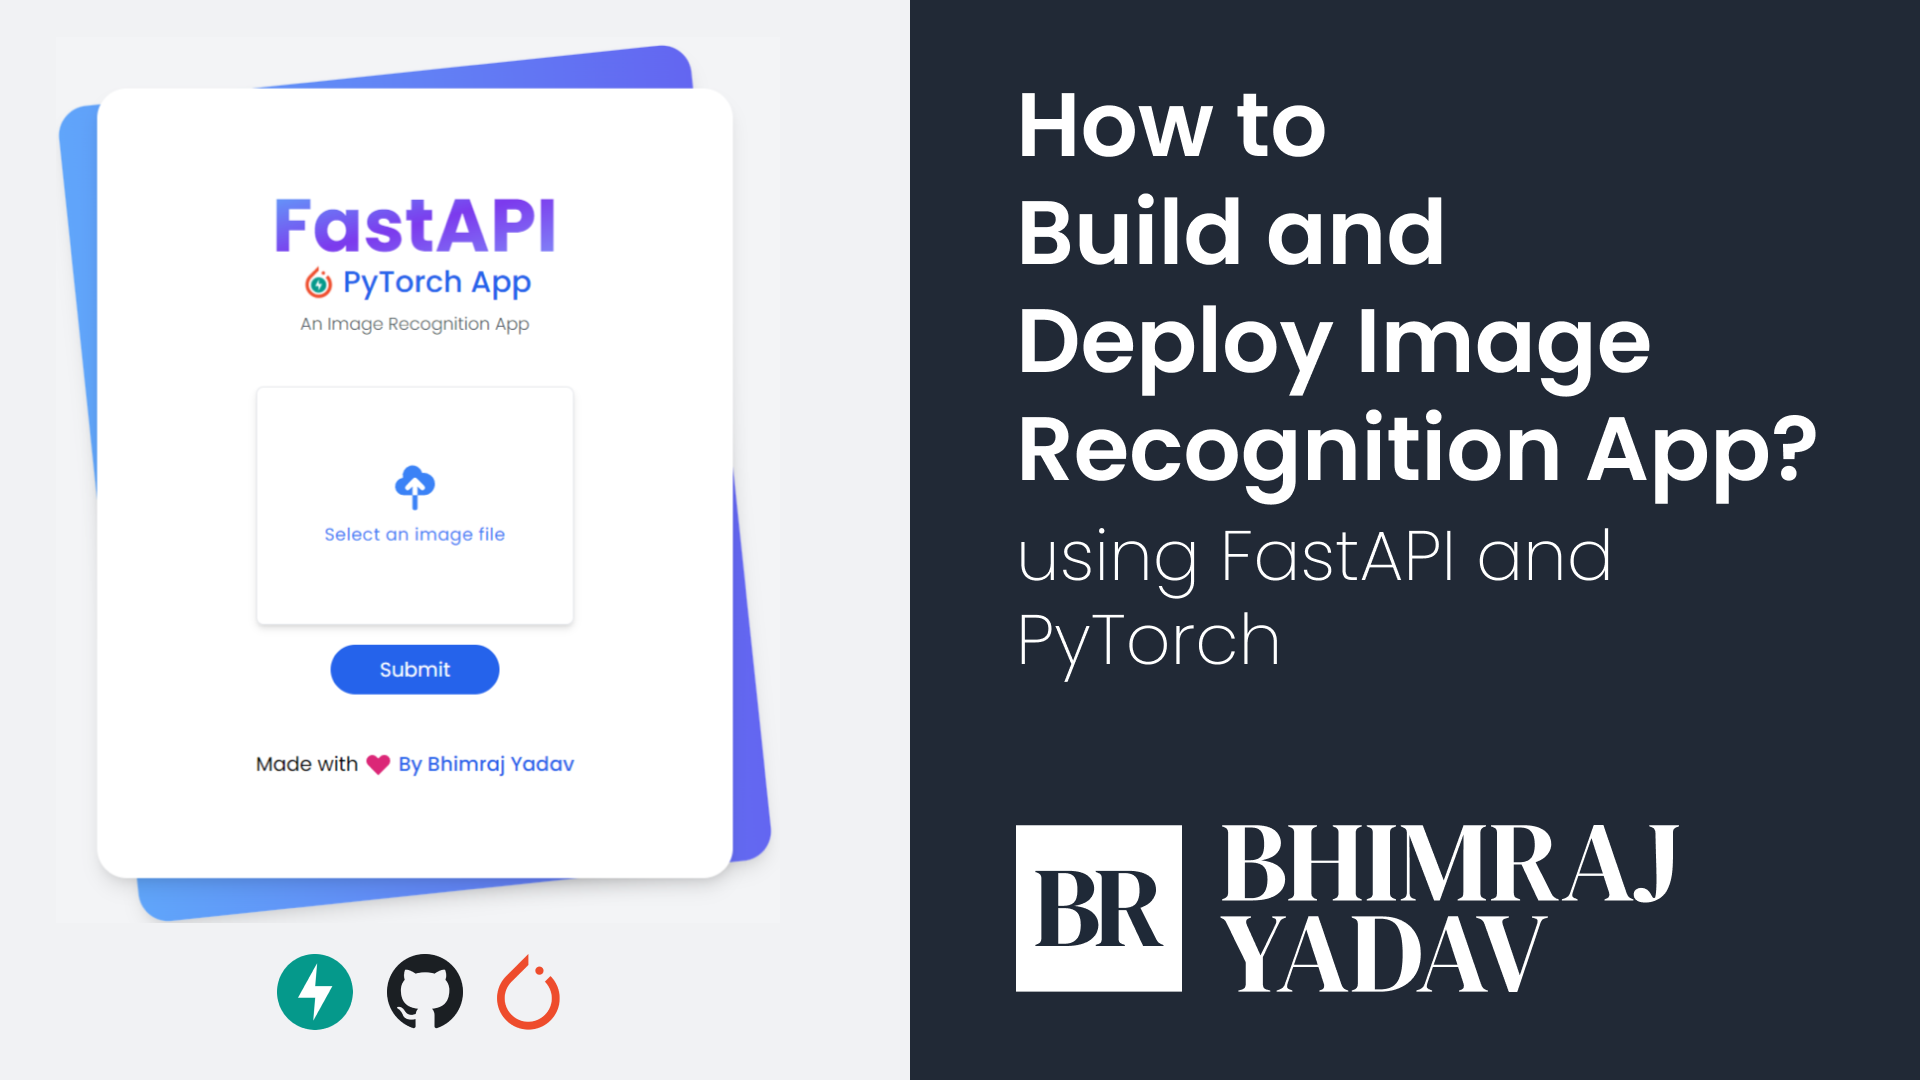 FastAPI
PyTorch App
An Image Recognition App
Select an image file
Submit
Made with By Bhimraj Yadav
How to
Build and
Deploy Image
Recognition App?
using FastAPI and
PyTorch
BR
BHIMRAJ
YADAV